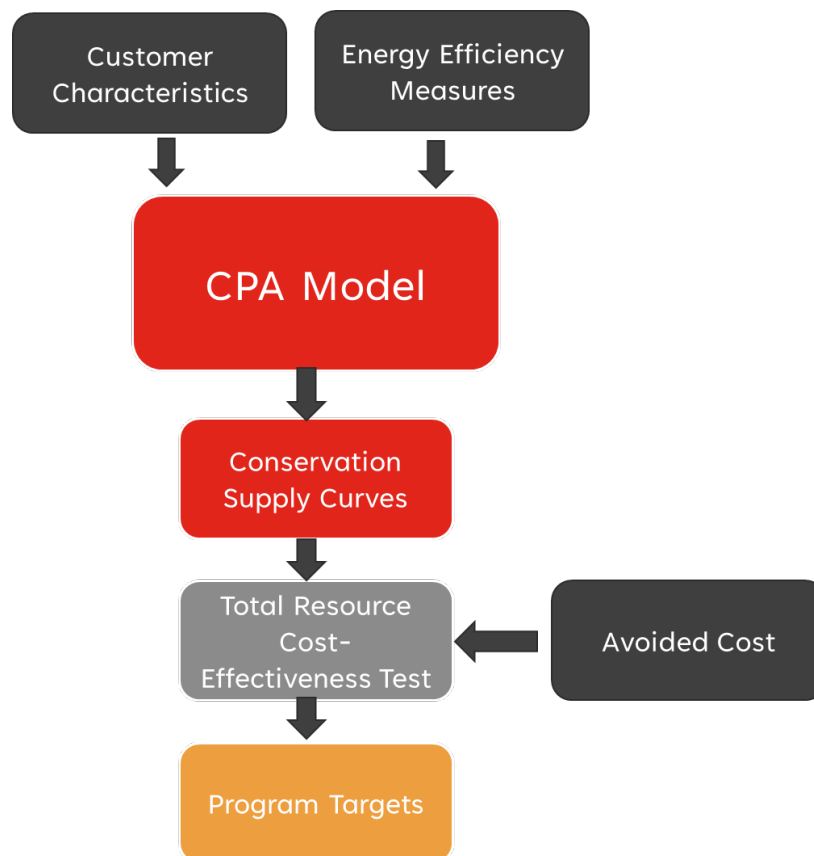 Customer
Characteristics
Energy Efficiency
Measures
CPA Model
Conservation
Supply Curves
Total Resource
Cost-
Effectiveness Test
Avoided Cost
Program Targets